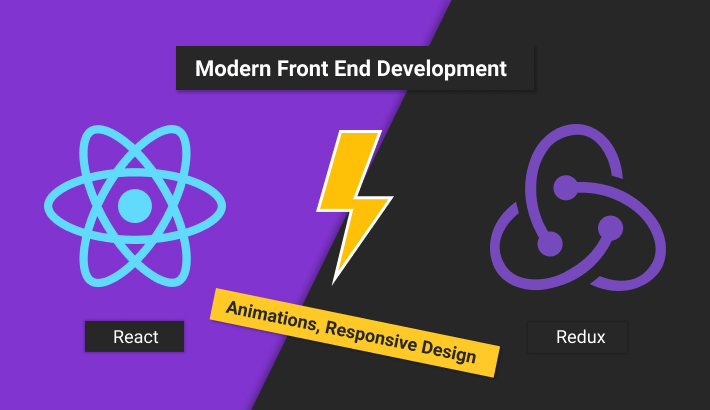 Modern Front End Development
Animations, Responsive Design
React
Redux